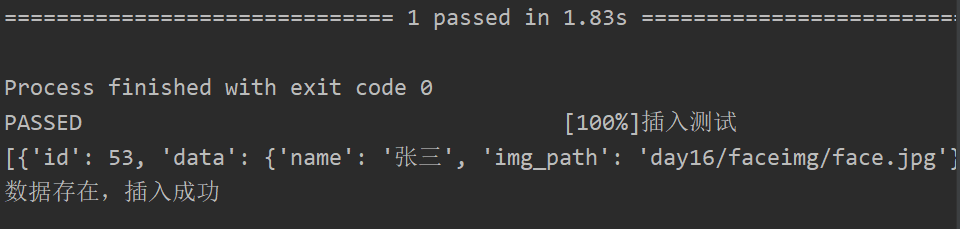 ============================== 1 passed in 1.83s ==========================
Process finished with exit code 0
PASSED [100%]插入测试
[{'id': 53, 'data': {'name': '张三', 'img_path': 'day16/faceimg/face.jpg'}
数据存在，插入成功